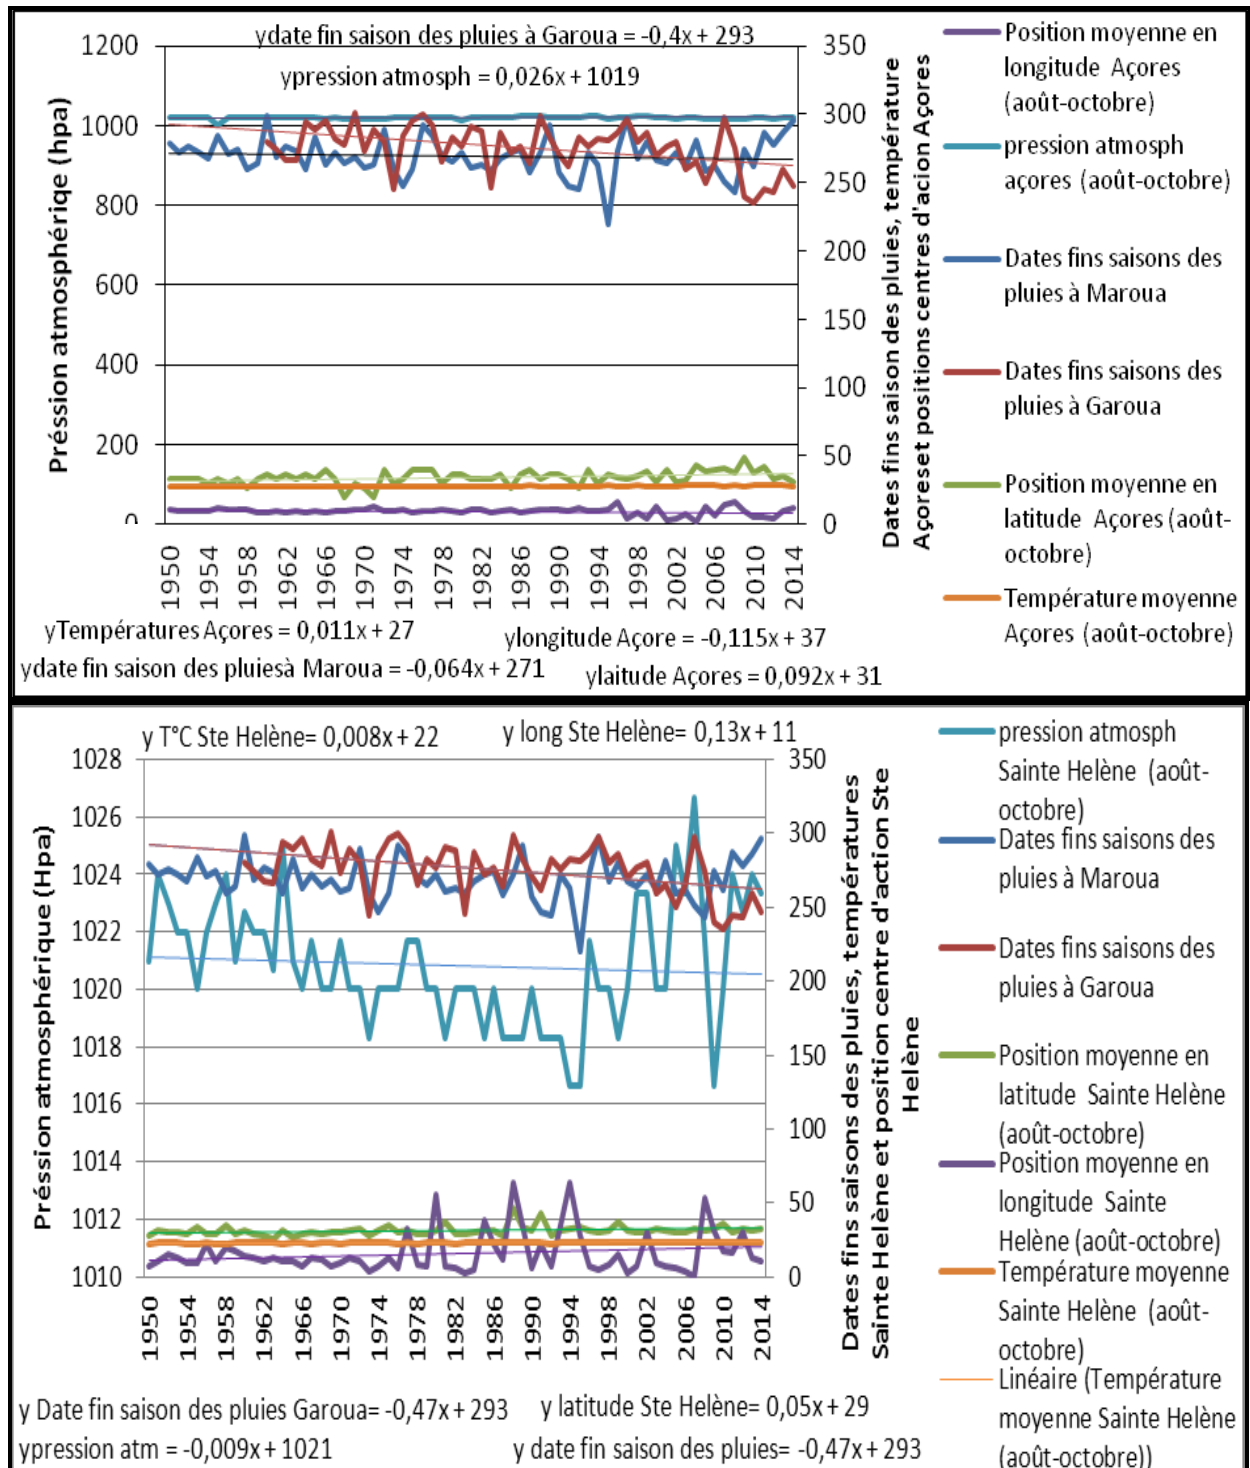 ydate fin saison des pluies à Garoua = -0,4x + 293
ypression atmosph = 0,026x + 1019
Préssion atmosphériqe (hpa)
1200
1000
800
600
400
200
0
350
300
250
200
150
100
50
0
1950
1954
1958
1962
1966
1970
1974
1978
1982
1986
1990
1994
1998
2002
2006
2010
2014
Dates fins saison des pluies, température
Açoreset positions centres d'acion Açores
Position moyenne en
longitude Açores
(août-octobre)
pression atmosph
açores (août-octobre)
Dates fins saisons des
pluies à Maroua
Dates fins saisons des
pluies à Garoua
Position moyenne en
latitude Açores (août-
octobre)
Température moyenne
Açores (août-octobre)
yTempératures Açores = 0,011x + 27
ylongitude Açore = -0,115x + 37
ydate fin saison des pluiesà Maroua = -0,064x + 271
ylaitude Açores = 0,092x + 31
y T°C Ste Helène= 0,008x + 22
y long Ste Helène= 0,13x + 11
Préssion atmosphérique (Hpa)
1028
1026
1024
1022
1020
1018
1016
1014
1012
1010
350
300
250
200
150
100
50
0
1950
1954
1958
1962
1966
1970
1974
1978
1982
1986
1990
1994
1998
2002
2006
2010
2014
Dates fins saisons des pluies, températures
Sainte Helène et position centre d'action Ste
Helène
pression atmosph
Sainte Helène (août-
octobre)
Dates fins saisons des
pluies à Maroua
Dates fins saisons des
pluies à Garoua
Position moyenne en
latitude Sainte Helène
(août-octobre)
Position moyenne en
longitude Sainte
Helène (août-octobre)
Température moyenne
Sainte Helène (août-
octobre)
Linéaire (Température
moyenne Sainte Helène
(août-octobre))
y Date fin saison des pluies Garoua= -0,47x + 293
y latitude Ste Helène= 0,05x + 29
ypression atm = -0,009x + 1021
y date fin saison des pluies= -0,47x + 293